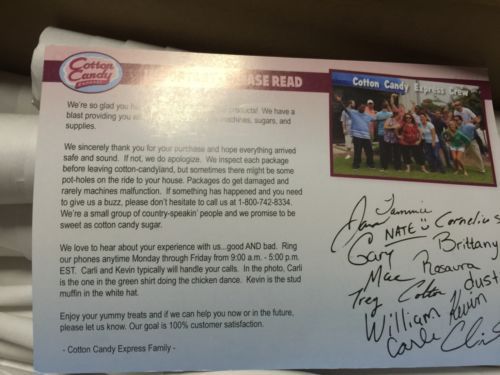 Cotton
Candy
EXPRESS
READ
Cotton Candy Express Crew
We're so glad you products! We have a
blast providing you machines, sugars, and
supplies.
We sincerely thank you for your purchase and hope everything arrived
safe and sound. If not, we do apologize. We inspect each package
before leaving cotton-candyland, but sometimes there might be some
pot-holes on the ride to your house. Packages do get damaged and
rarely machines malfunction. If something has happened and you need
to give us a buzz, please don't hesitate to call us at 1-800-742-8334.
We're a small group of country-speakin' people and we promise to be
sweet as cotton candy sugar.
We love to hear about your experience with us...good AND bad. Ring
our phones anytime Monday through Friday from 9:00 a.m. - 5:00 p.m.
EST. Carli and Kevin typically will handle your calls. In the photo, Carli
is the one in the green shirt doing the chicken dance. Kevin is the stud
muffin in the white hat.
Enjoy your yummy treats and if we can help you now or in the future,
please let us know. Our goal is 100% customer satisfaction.
- Cotton Candy Express Family -
Tammie
NATE Cornelius
Gary Brittany
Mac Rosaura
Trey Colton dust
William Kevin
Carli